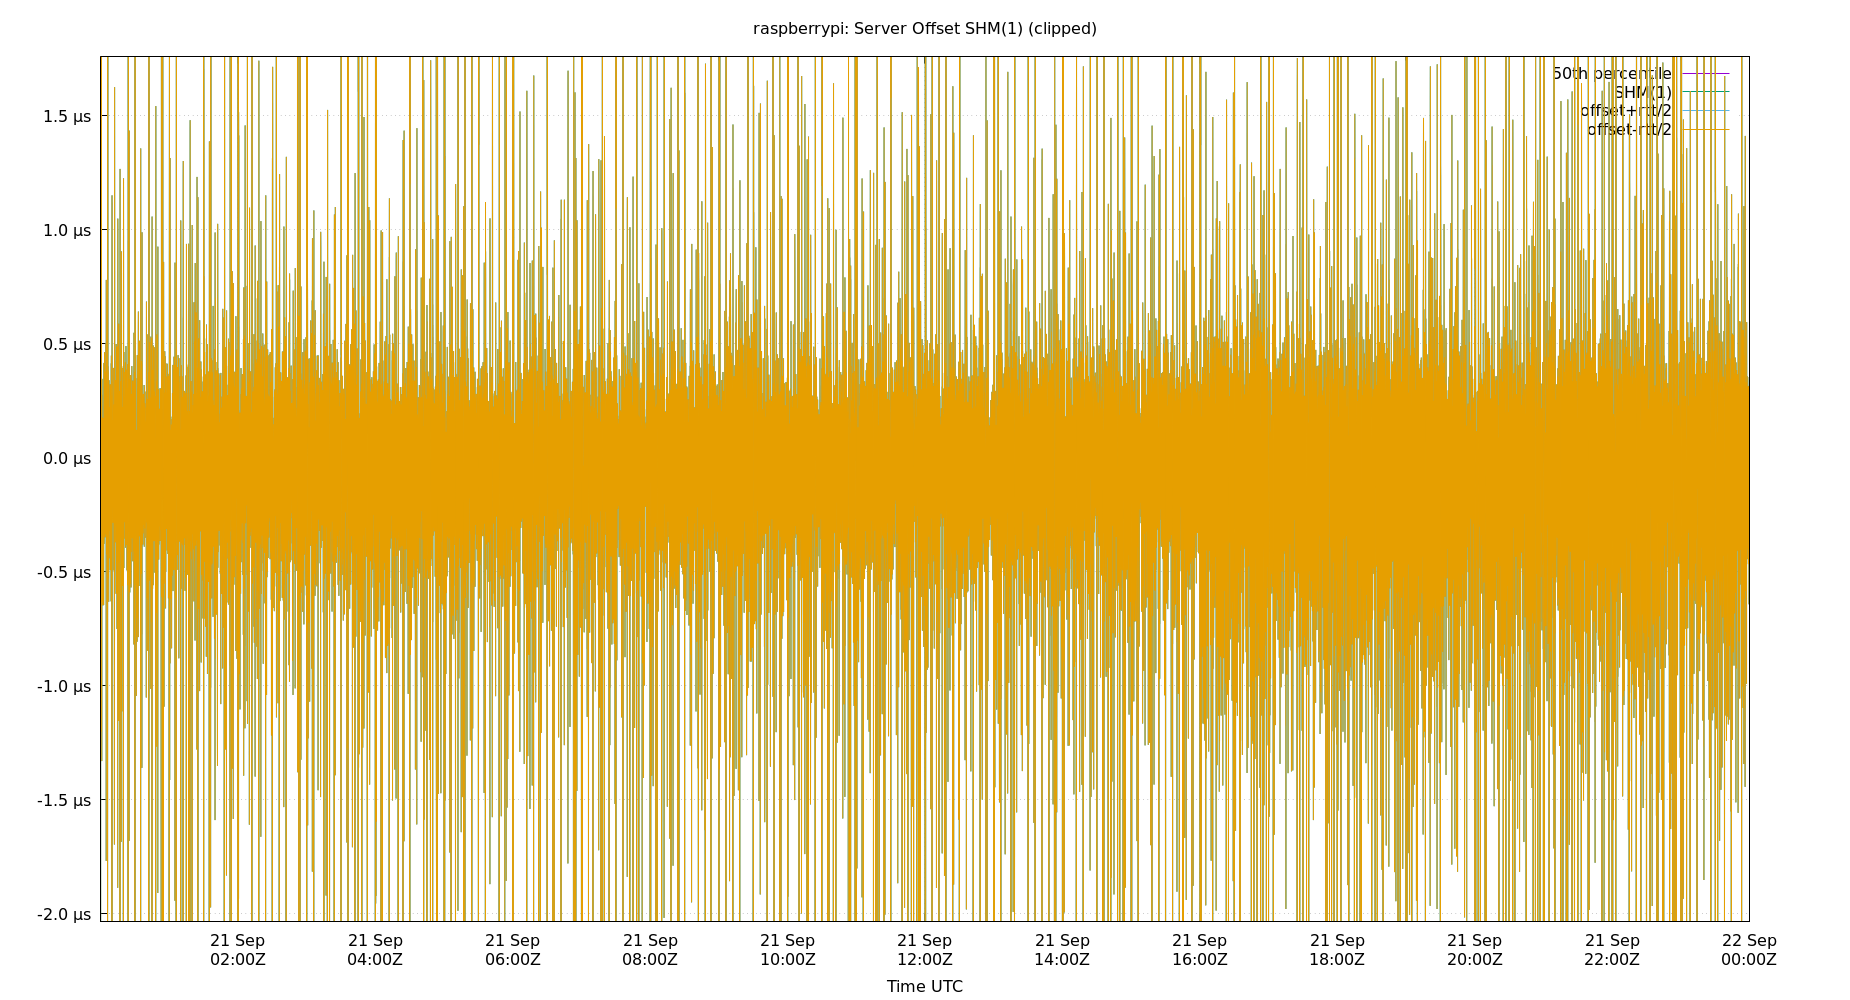 raspberrypi: Server Offset SHM(1) (clipped)
50th percentile
SHM(1)
offset+rtt/2
offset-rtt/2
1.5 µs
1.0 µs
0.5 µs
0.0 µs
-0.5 µs
-1.0 µs
-1.5 µs
-2.0 µs
21 Sep 21 Sep 21 Sep 21 Sep 21 Sep 21 Sep 21 Sep 21 Sep 21 Sep 21 Sep 21 Sep 22 Sep
02:00Z 04:00Z 06:00Z 08:00Z 10:00Z 12:00Z 14:00Z 16:00Z 18:00Z 20:00Z 22:00Z 00:00Z
Time UTC